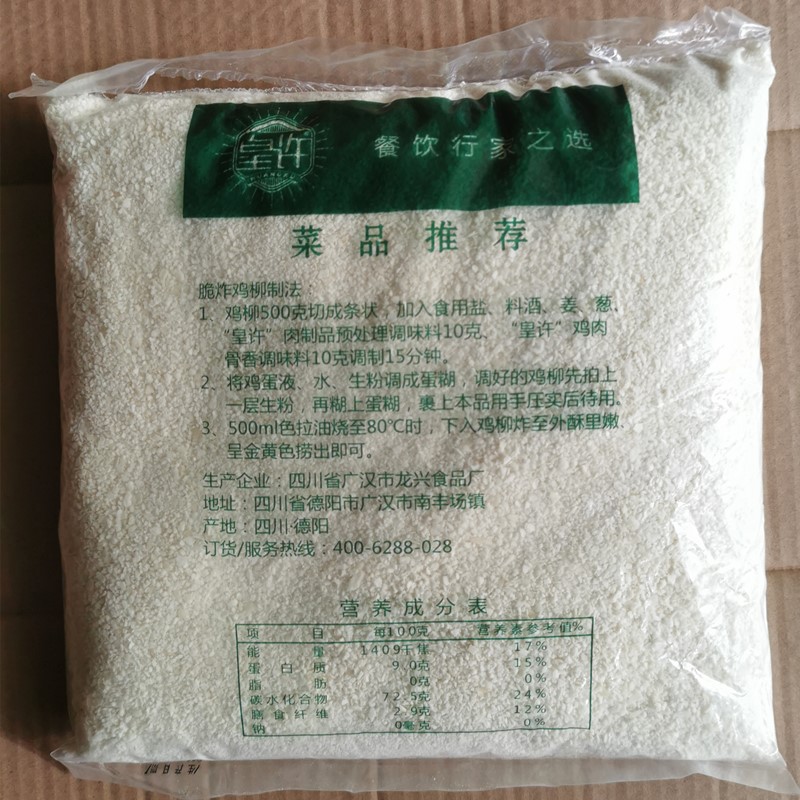 皇许
餐饮行家之选
菜品推荐
脆炸鸡柳制法:
1、鸡柳500克切成条状,加入食用盐、料酒、姜、葱、
“皇许”肉制品预处理调味料10克、“皇许”鸡肉
骨香调味料10克调制15分钟。
2、将鸡蛋液、水、生粉调成蛋糊,调好的鸡柳先拍上
一层生粉,再糊上蛋糊,裹上本品用手压实后待用。
3、500ml色拉油烧至80℃时,下入鸡柳炸至外酥里嫩、
呈金黄色捞出即可。
生产企业:四川省广汉市龙兴食品厂
地址:四川省德阳市广汉市南丰场镇
产地:四川·德阳
订货/服务热线:400-6288-028
营养成分表
项目 每100克 营养素参考值%
能量 1409千焦 17%
蛋白质 9.0克 15%
脂肪 0克 0%
碳水化合物 72.5克 24%
膳食纤维 2.9克 12%
钠 0毫克 0%